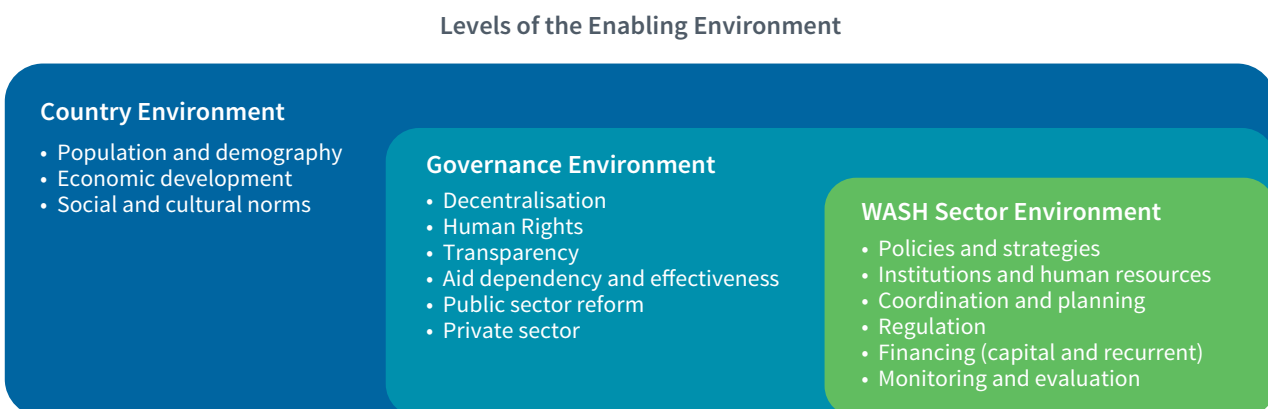 Levels of the Enabling Environment
Country Environment
• Population and demography
• Economic development
• Social and cultural norms
Governance Environment
• Decentralisation
• Human Rights
• Transparency
• Aid dependency and effectiveness
• Public sector reform
• Private sector
WASH Sector Environment
• Policies and strategies
• Institutions and human resources
• Coordination and planning
• Regulation
• Financing (capital and recurrent)
• Monitoring and evaluation